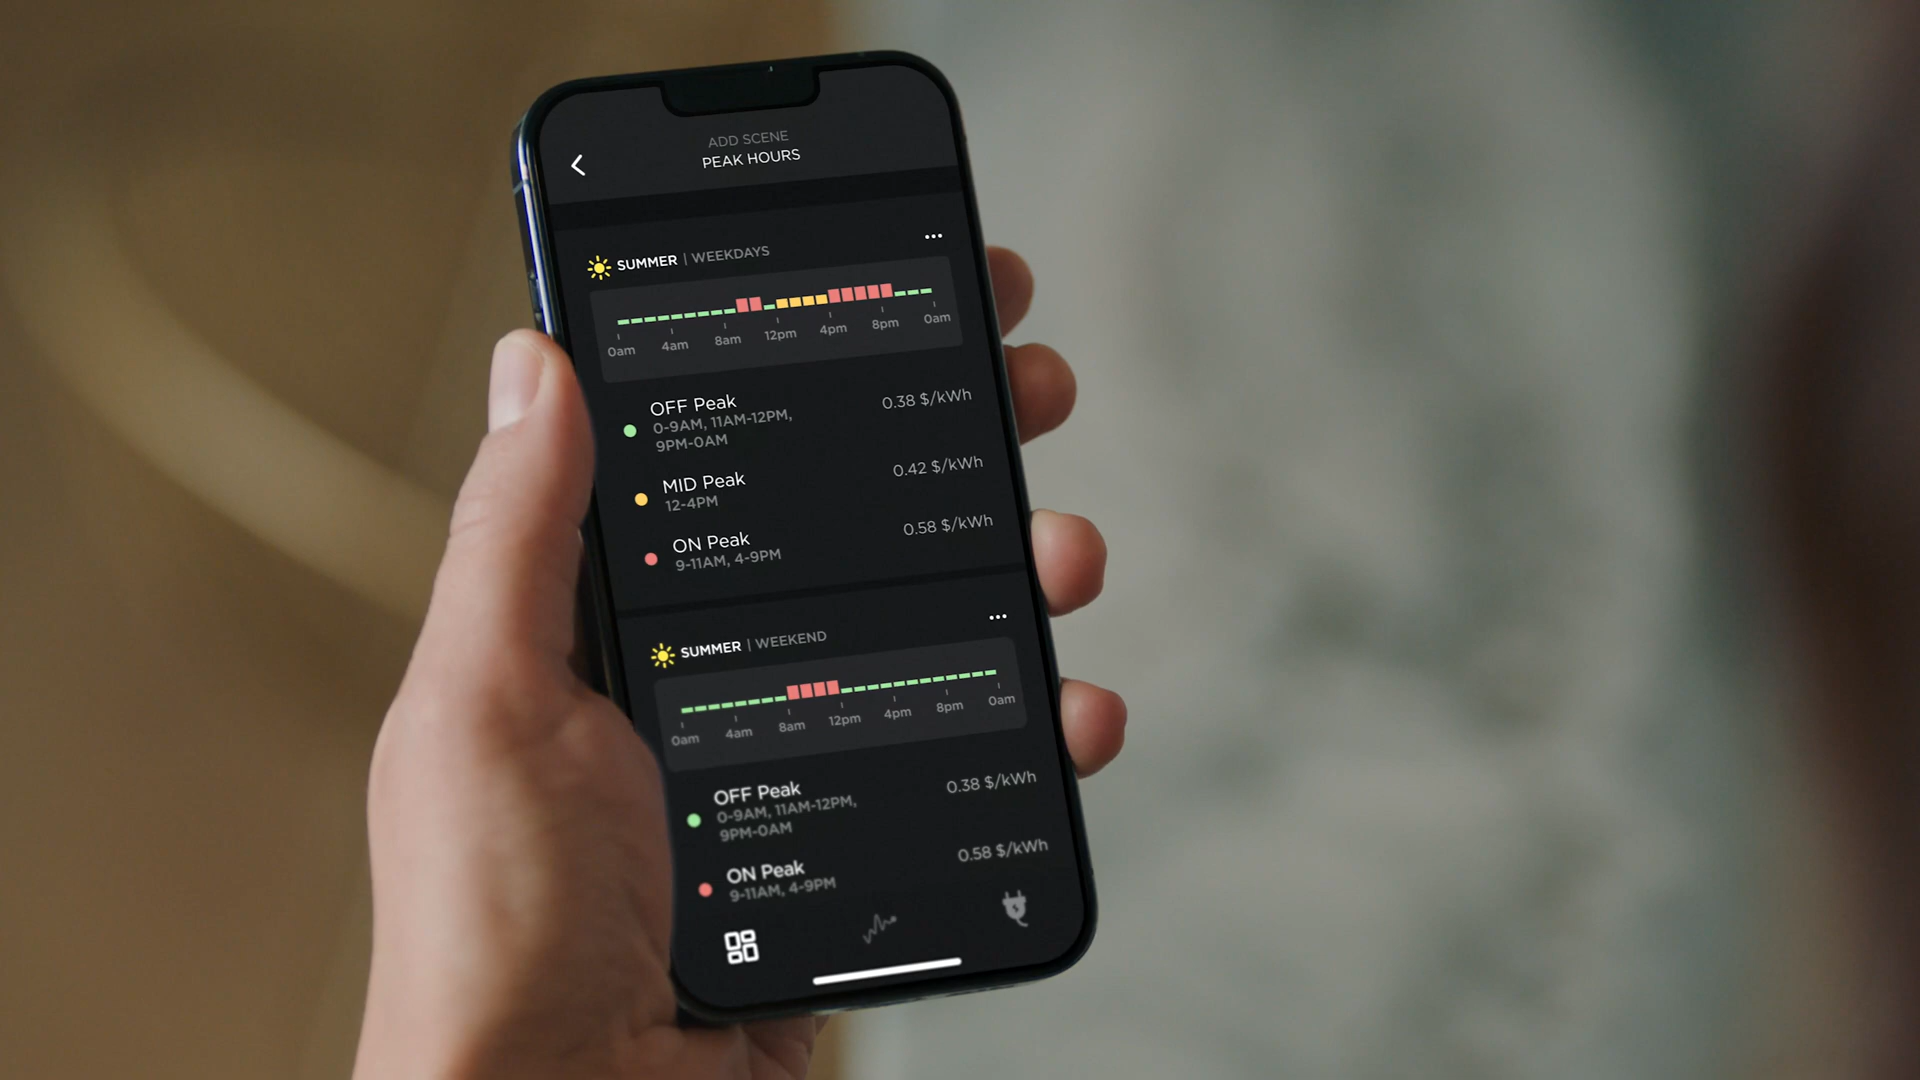 ADD SCENE
PEAK HOURS
SUMMER | WEEKDAYS
0am 4am 8am 12pm 4pm 8pm 0am
OFF Peak 0.38 $/kWh
0-9AM, 11AM-12PM,
9PM-0AM
MID Peak 0.42 $/kWh
12-4PM
ON Peak 0.58 $/kWh
9-11AM, 4-9PM
SUMMER | WEEKEND
0am 4am 8am 12pm 4pm 8pm 0am
OFF Peak 0.38 $/kWh
0-9AM, 11AM-12PM,
9PM-0AM
ON Peak 0.58 $/kWh
9-11AM, 4-9PM